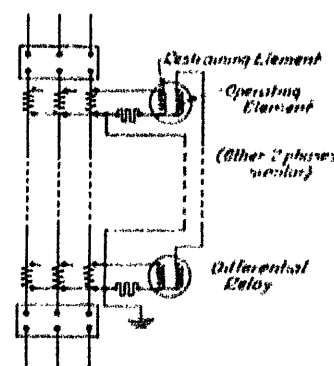 Restraining Element
Operating
Element
(Other 2 phases
similar)
Differential
Relay